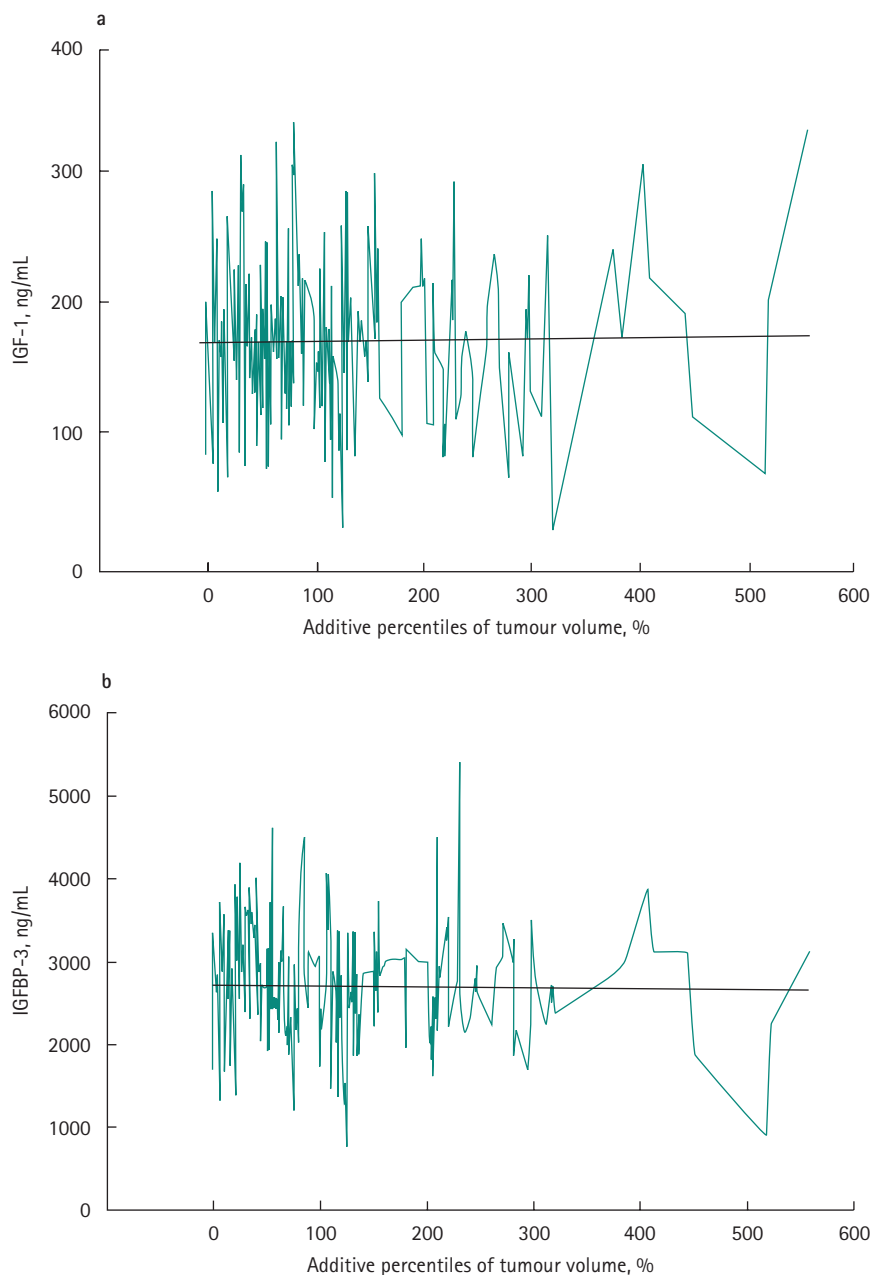 a
400
300
200
100
0
IGF-1, ng/mL
0 100 200 300 400 500 600
Additive percentiles of tumour volume, %
b
6000
5000
4000
3000
2000
1000
0
IGFBP-3, ng/mL
0 100 200 300 400 500 600
Additive percentiles of tumour volume, %